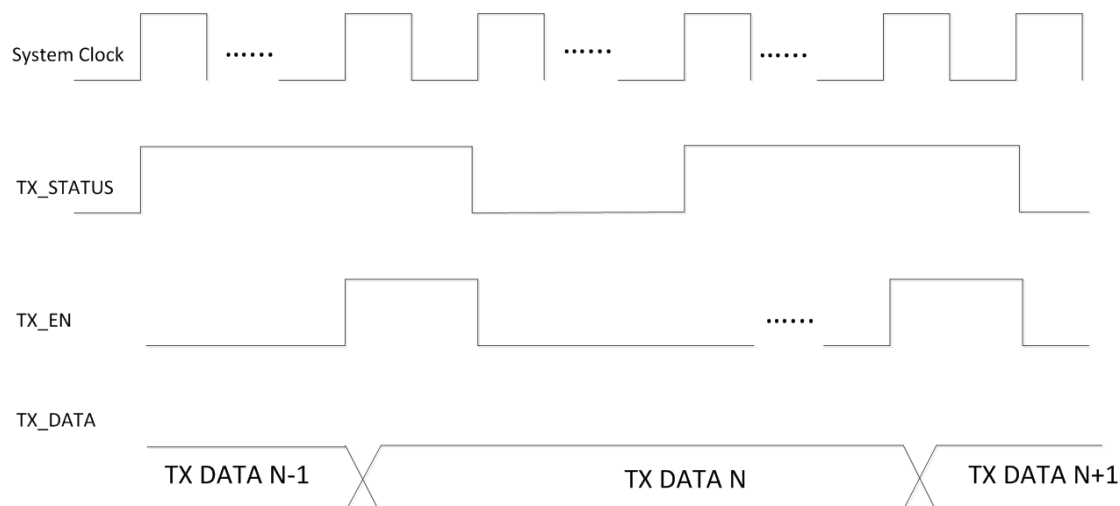 System Clock
...... ...... ......
TX_STATUS
TX_EN
......
TX_DATA
TX DATA N-1 TX DATA N TX DATA N+1